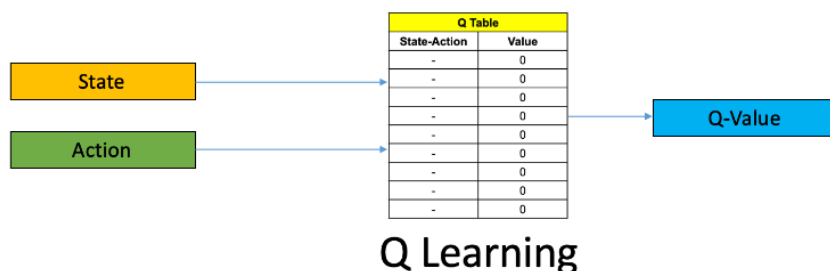 Q Table
State-Action Value
- 0
- 0
- 0
- 0
- 0
- 0
- 0
- 0
- 0
State
Action
Q-Value
Q Learning